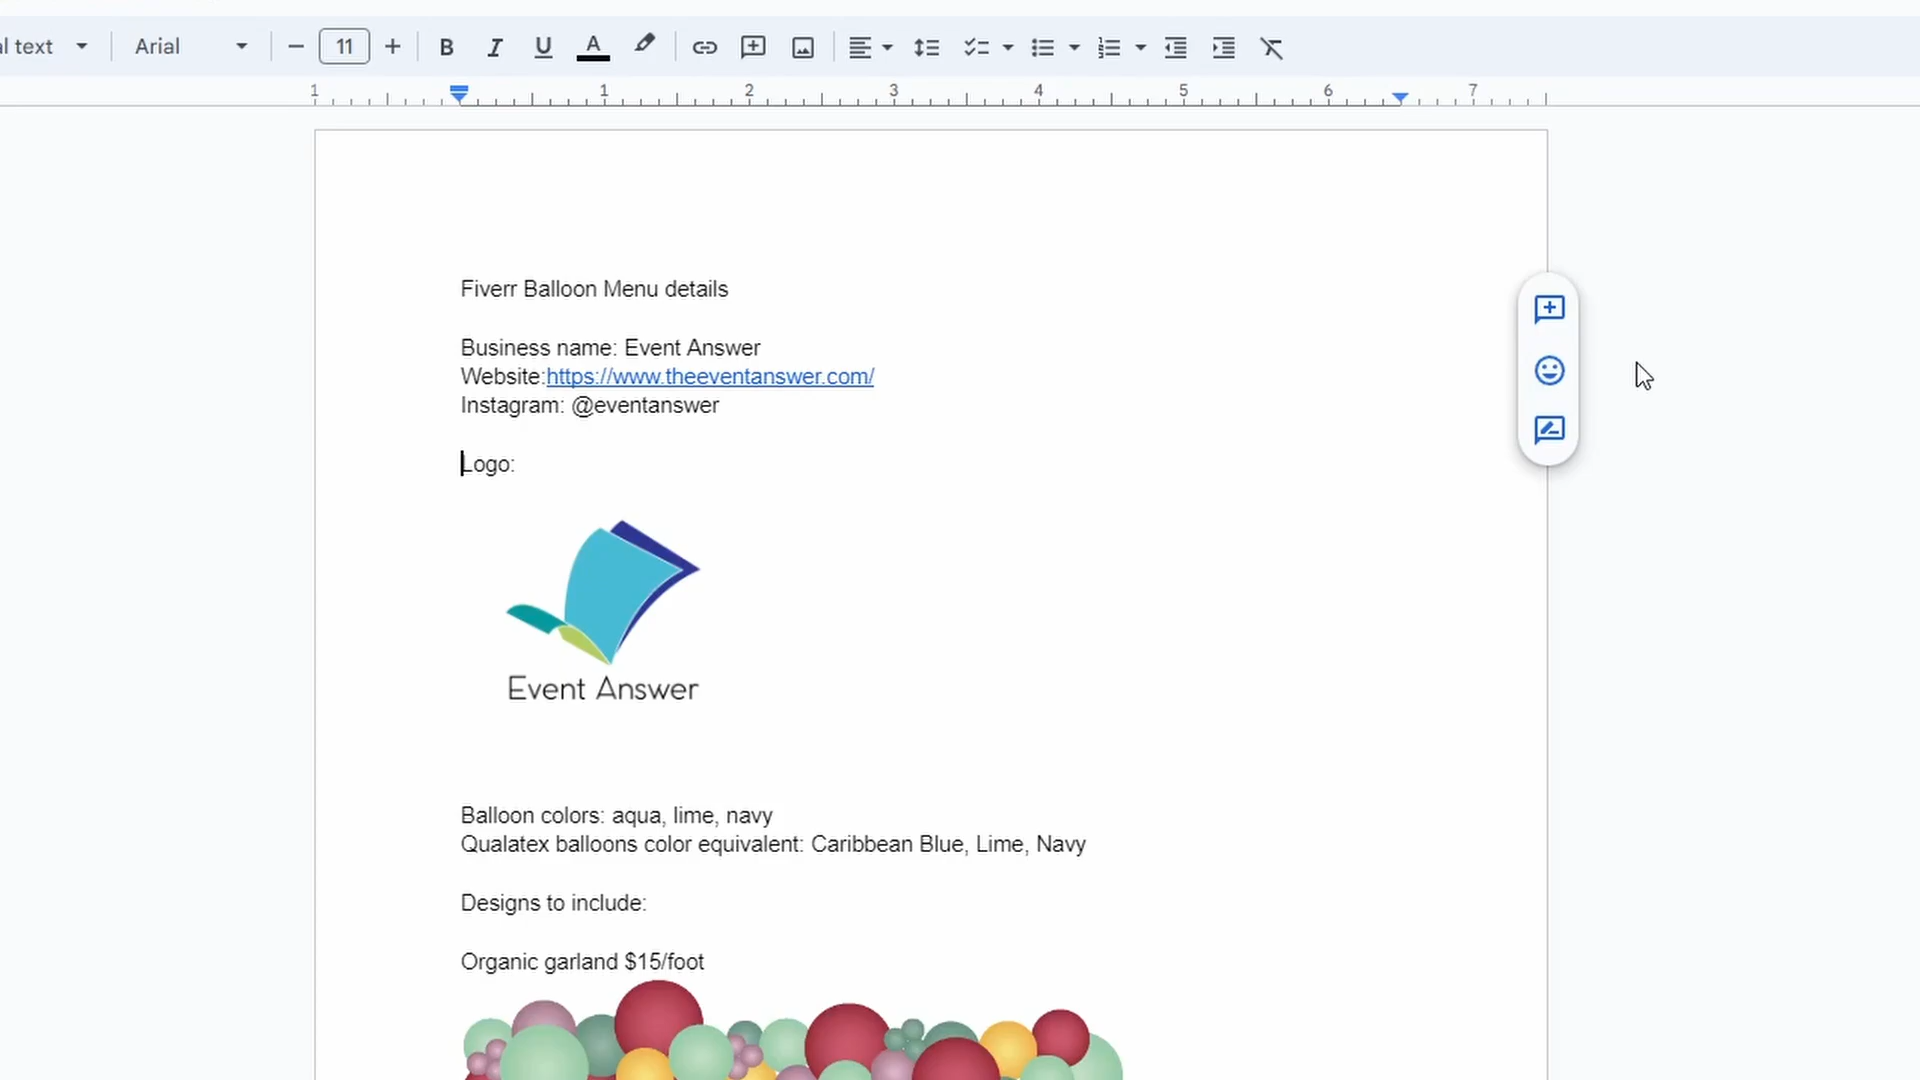 l text
Arial
11
B
I
U
A
1
1
2
3
4
5
6
7
Fiverr Balloon Menu details
Business name: Event Answer
Website:https://www.theeventanswer.com/
Instagram: @eventanswer
Logo:
Event Answer
Balloon colors: aqua, lime, navy
Qualatex balloons color equivalent: Caribbean Blue, Lime, Navy
Designs to include:
Organic garland $15/foot